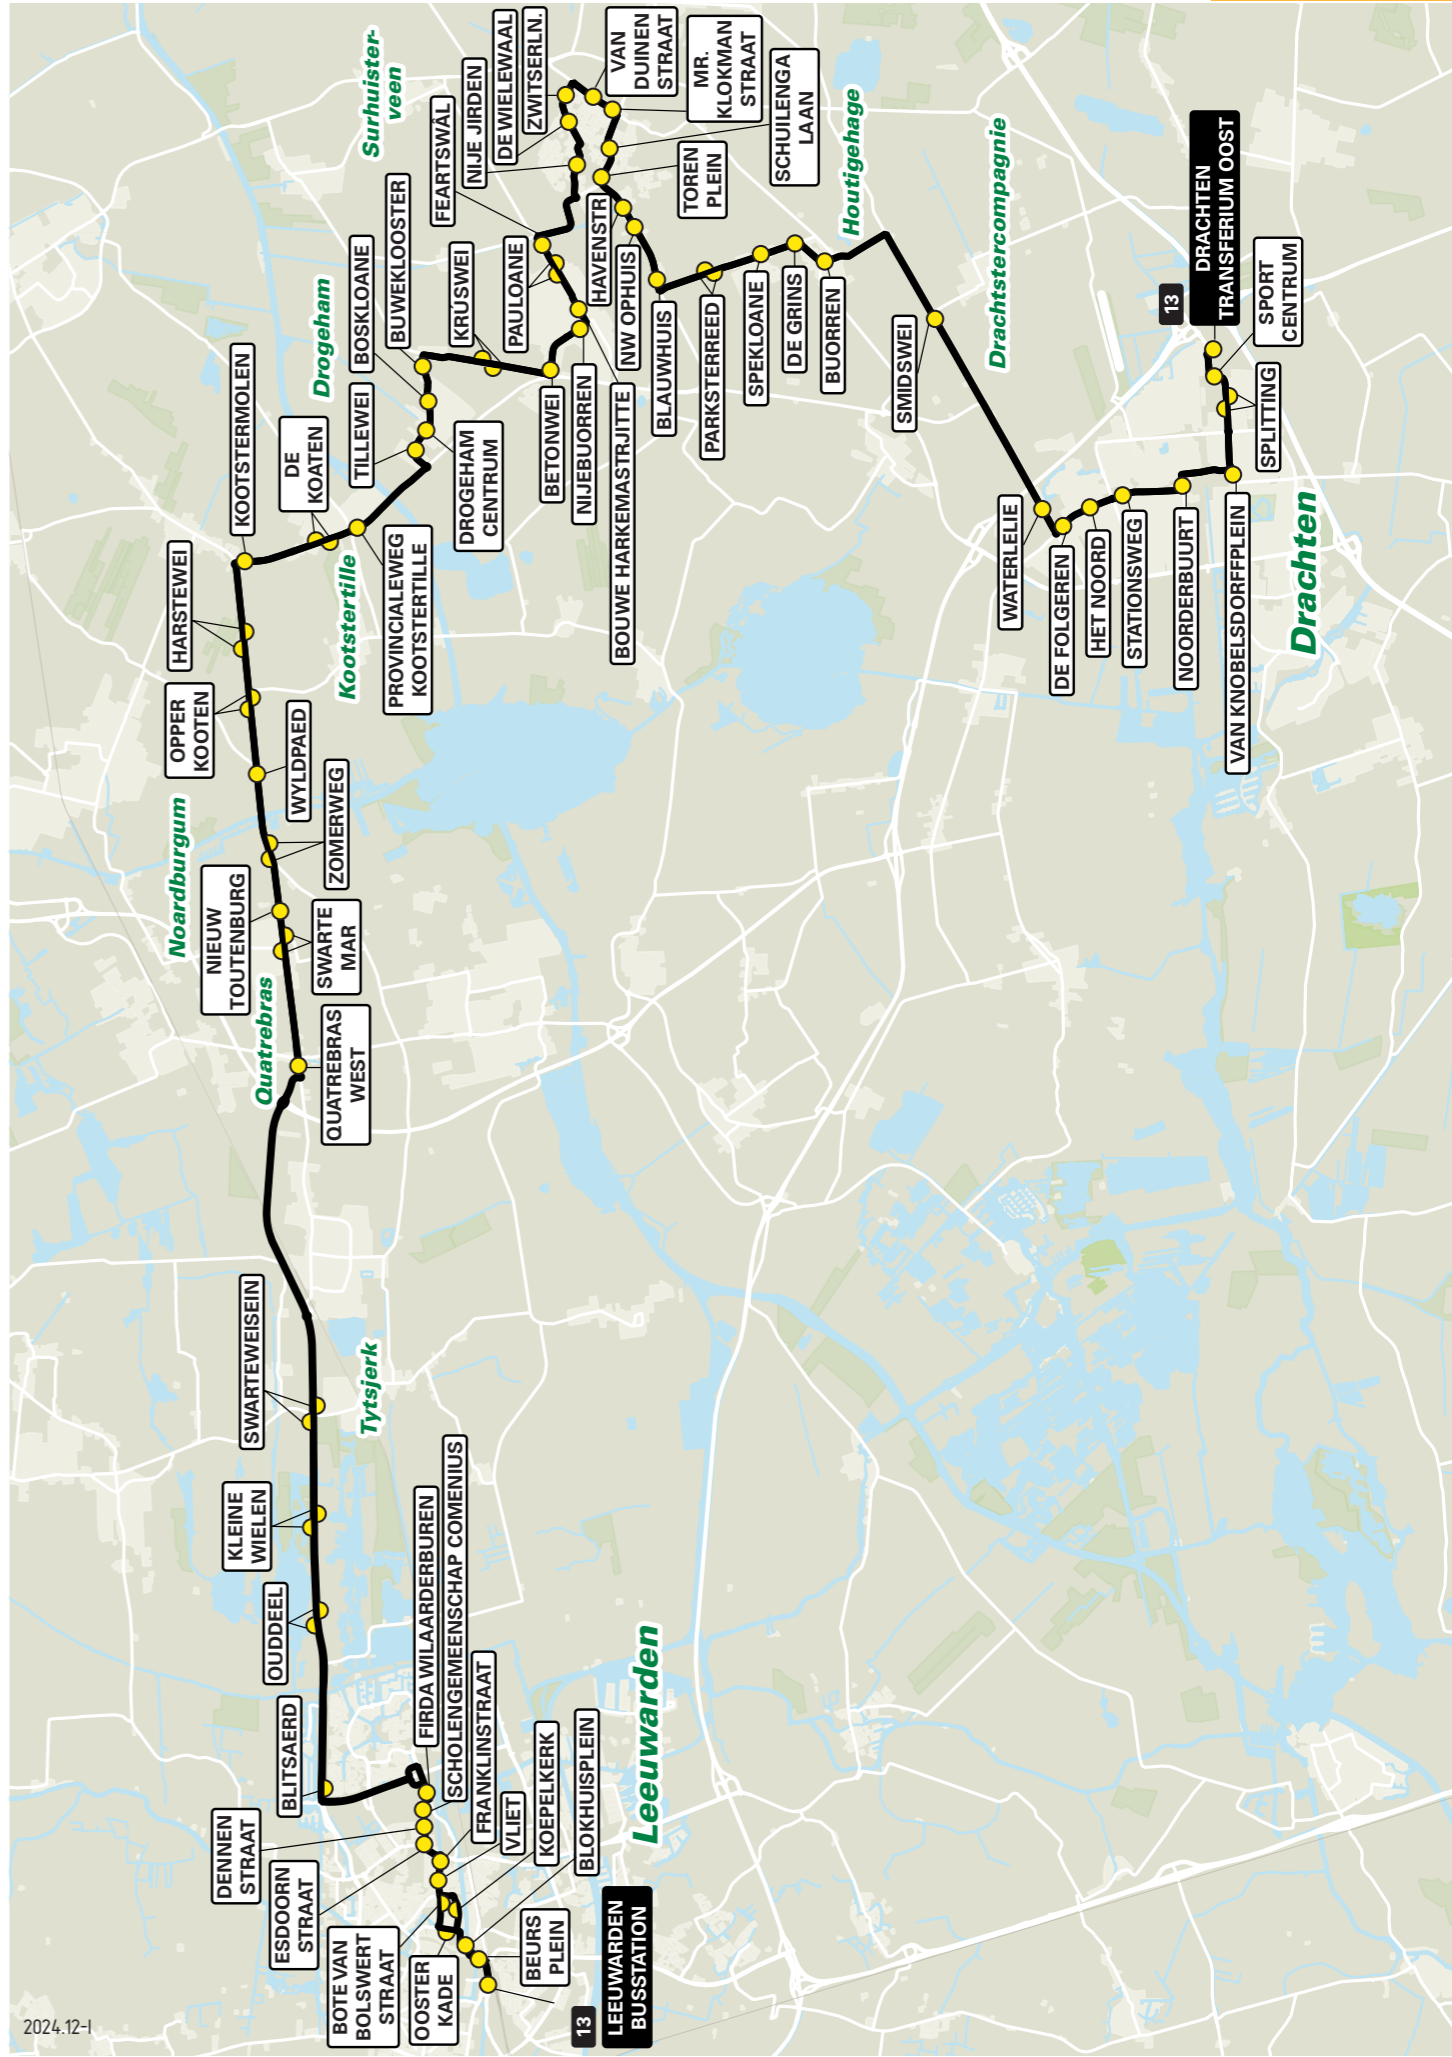 2024.12-I
13
LEEUWARDEN
BUSSTATION
BEURS
PLEIN
BLOKHUISPLEIN
OOSTER
KADE
KOEPELKERK
BOTE VAN
BOLSWERT
STRAAT
VLIET
FRANKLINSTRAAT
ESDOORN
STRAAT
DENNEN
STRAAT
SCHOLENGEMEENSCHAP COMENIUS
FIRDA WILAARDERBUREN
Leeuwarden
BLITSAERD
OUDDEEL
KLEINE
WIELEN
SWARTEWEISEIN
Tytsjerk
Quatrebras
QUATREBRAS
WEST
SWARTE
MAR
NIEUW
TOUTENBURG
Noardburgum
ZOMERWEG
WYLDPAED
OPPER
KOOTEN
HARSTEWEI
KOOTSTERMOLEN
DE
KOATEN
Kootstertille
PROVINCIALEWEG
KOOTSTERTILLE
TILLEWEI
DROGEHAM
CENTRUM
Drogeham
BOSKLOANE
BUWEKLOOSTER
KRÚSWEI
BETONWEI
NIJEBUORREN
BOUWE HARKEMASTRJITTE
PAULOANE
FEARTSWÂL
NIJE JIRDEN
DE WIELEWAAL
ZWITSERLN.
Surhuister-
veen
VAN
DUINEN
STRAAT
MR.
KLOKMAN
STRAAT
SCHUILENGA
LAAN
TOREN
PLEIN
HAVENSTR
NW OPHUIS
BLAUWHUIS
PARKSTERREED
SPEKLOANE
DE GRINS
BUORREN
Houtigehage
SMIDSWEI
Drachtstercompagnie
WATERLELIE
DE FOLGEREN
HET NOORD
STATIONSWEG
NOORDERBURT
VAN KNOBELSDORFFPLEIN
Drachten
SPLITTING
SPORT
CENTRUM
13
DRACHTEN
TRANSFERIUM OOST